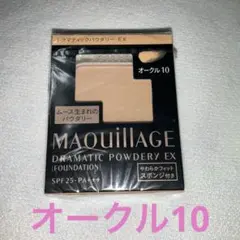 ドラマティックパウダリー EX
オークル10
ムース生まれの
パウダリー
MAQuillAGE
DRAMATIC POWDERY EX
[FOUNDATION]
やわらかフィット
スポンジ付き
SPF25・PA+++
オークル10